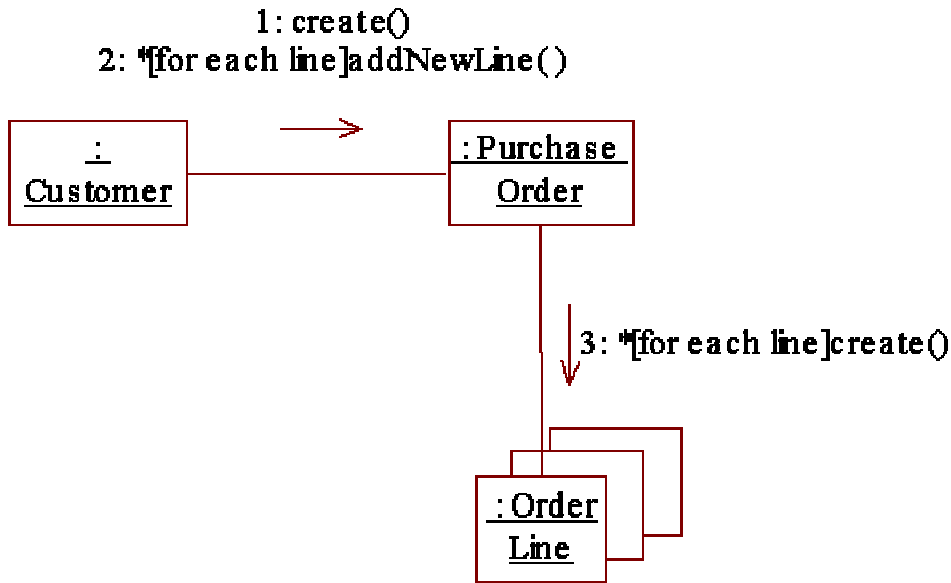 1: create()
2: *[for each line]addNewLine()
:
Customer
:Purchase
Order
3: *[for each line]create()
:Order
Line